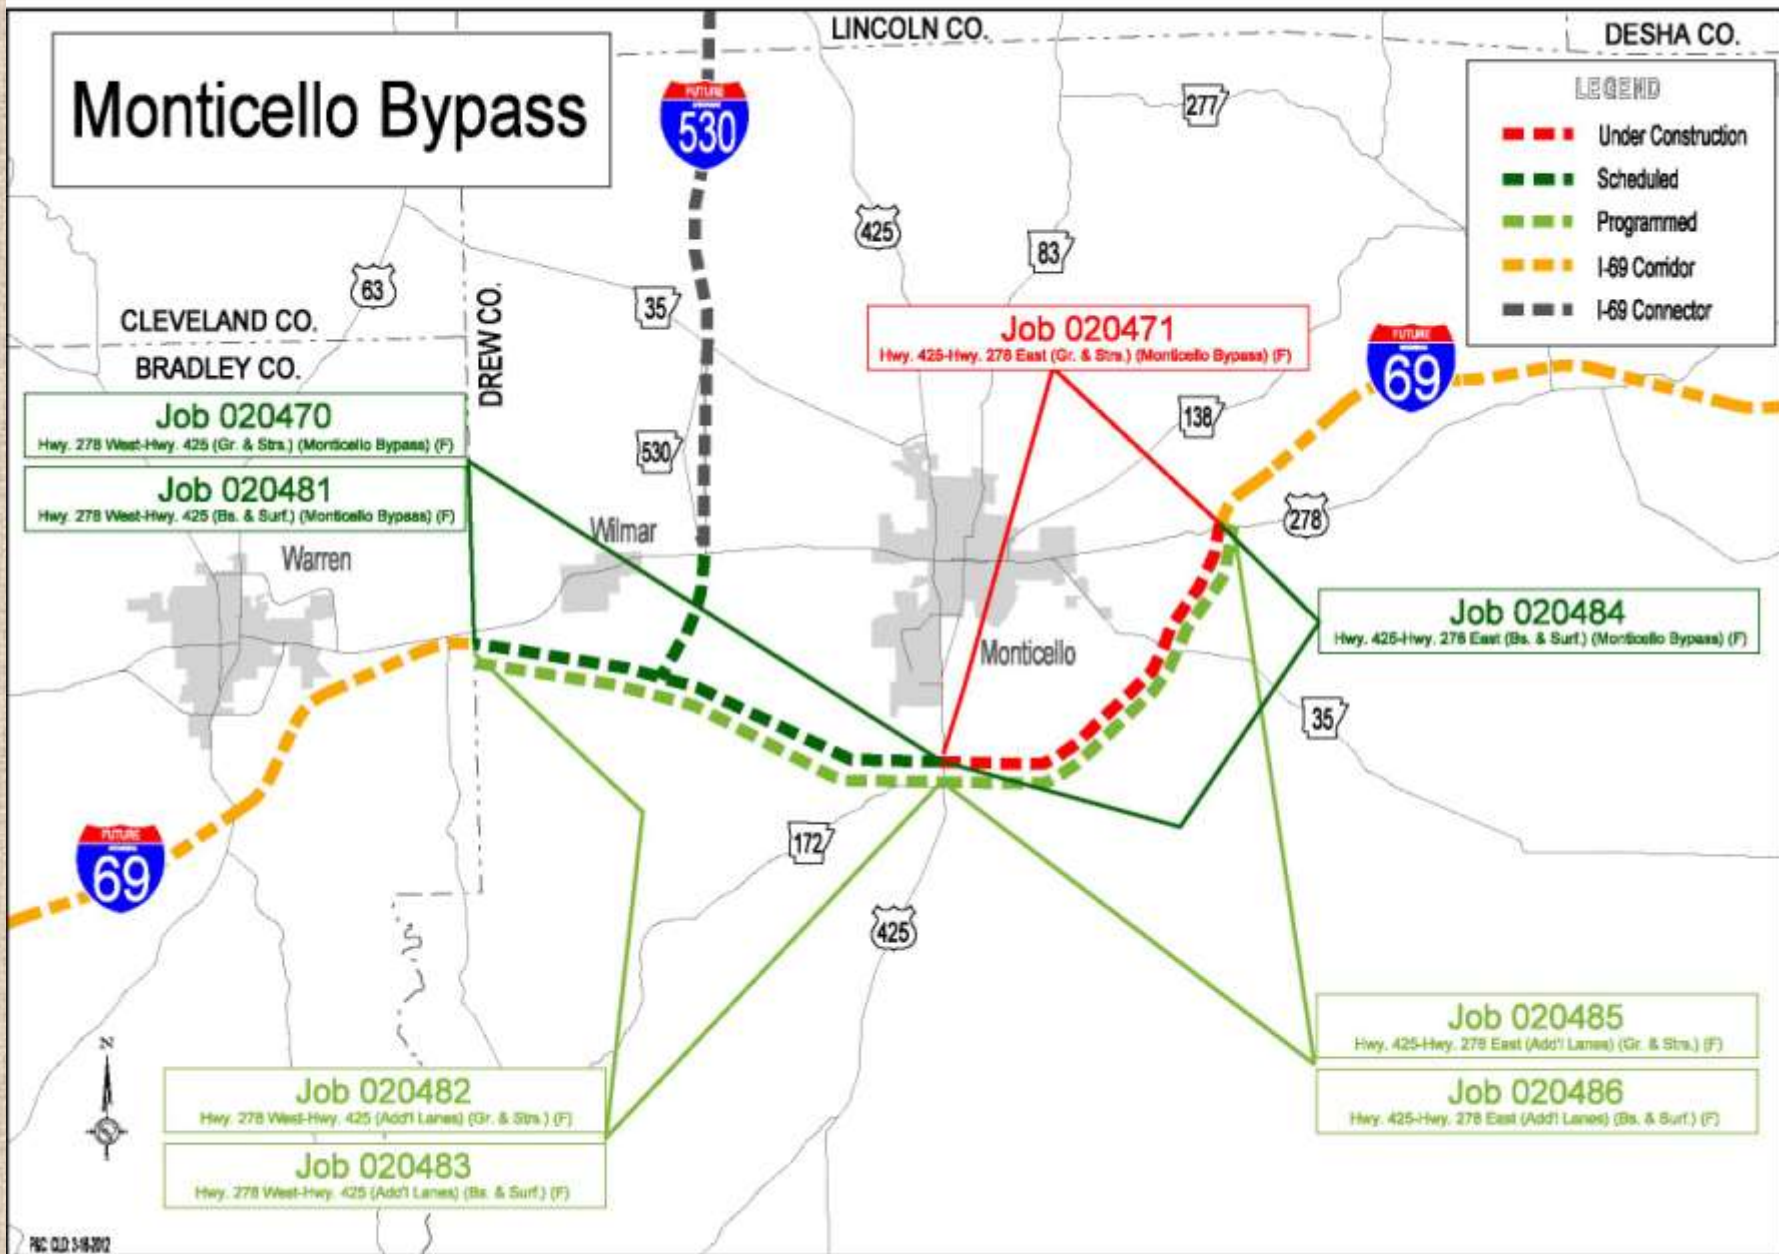 Monticello Bypass
LINCOLN CO.
DESHA CO.
LEGEND
Under Construction
Scheduled
Programmed
I-69 Corridor
I-69 Connector
FUTURE
530
277
425
83
63
35
CLEVELAND CO.
BRADLEY CO.
DREW CO.
Job 020471
Hwy. 425-Hwy. 278 East (Gr. & Strs.) (Monticello Bypass) (F)
FUTURE
69
138
530
Job 020470
Hwy. 278 West-Hwy. 425 (Gr. & Strs.) (Monticello Bypass) (F)
Job 020481
Hwy. 278 West-Hwy. 425 (Bs. & Surf.) (Monticello Bypass) (F)
Warren
Wilmar
278
Monticello
Job 020484
Hwy. 425-Hwy. 278 East (Bs. & Surf.) (Monticello Bypass) (F)
35
FUTURE
69
172
425
Job 020485
Hwy. 425-Hwy. 278 East (Add'l Lanes) (Gr. & Strs.) (F)
Job 020486
Hwy. 425-Hwy. 278 East (Add'l Lanes) (Bs. & Surf.) (F)
N
Job 020482
Hwy. 278 West-Hwy. 425 (Add'l Lanes) (Gr. & Strs.) (F)
Job 020483
Hwy. 278 West-Hwy. 425 (Add'l Lanes) (Bs. & Surf.) (F)